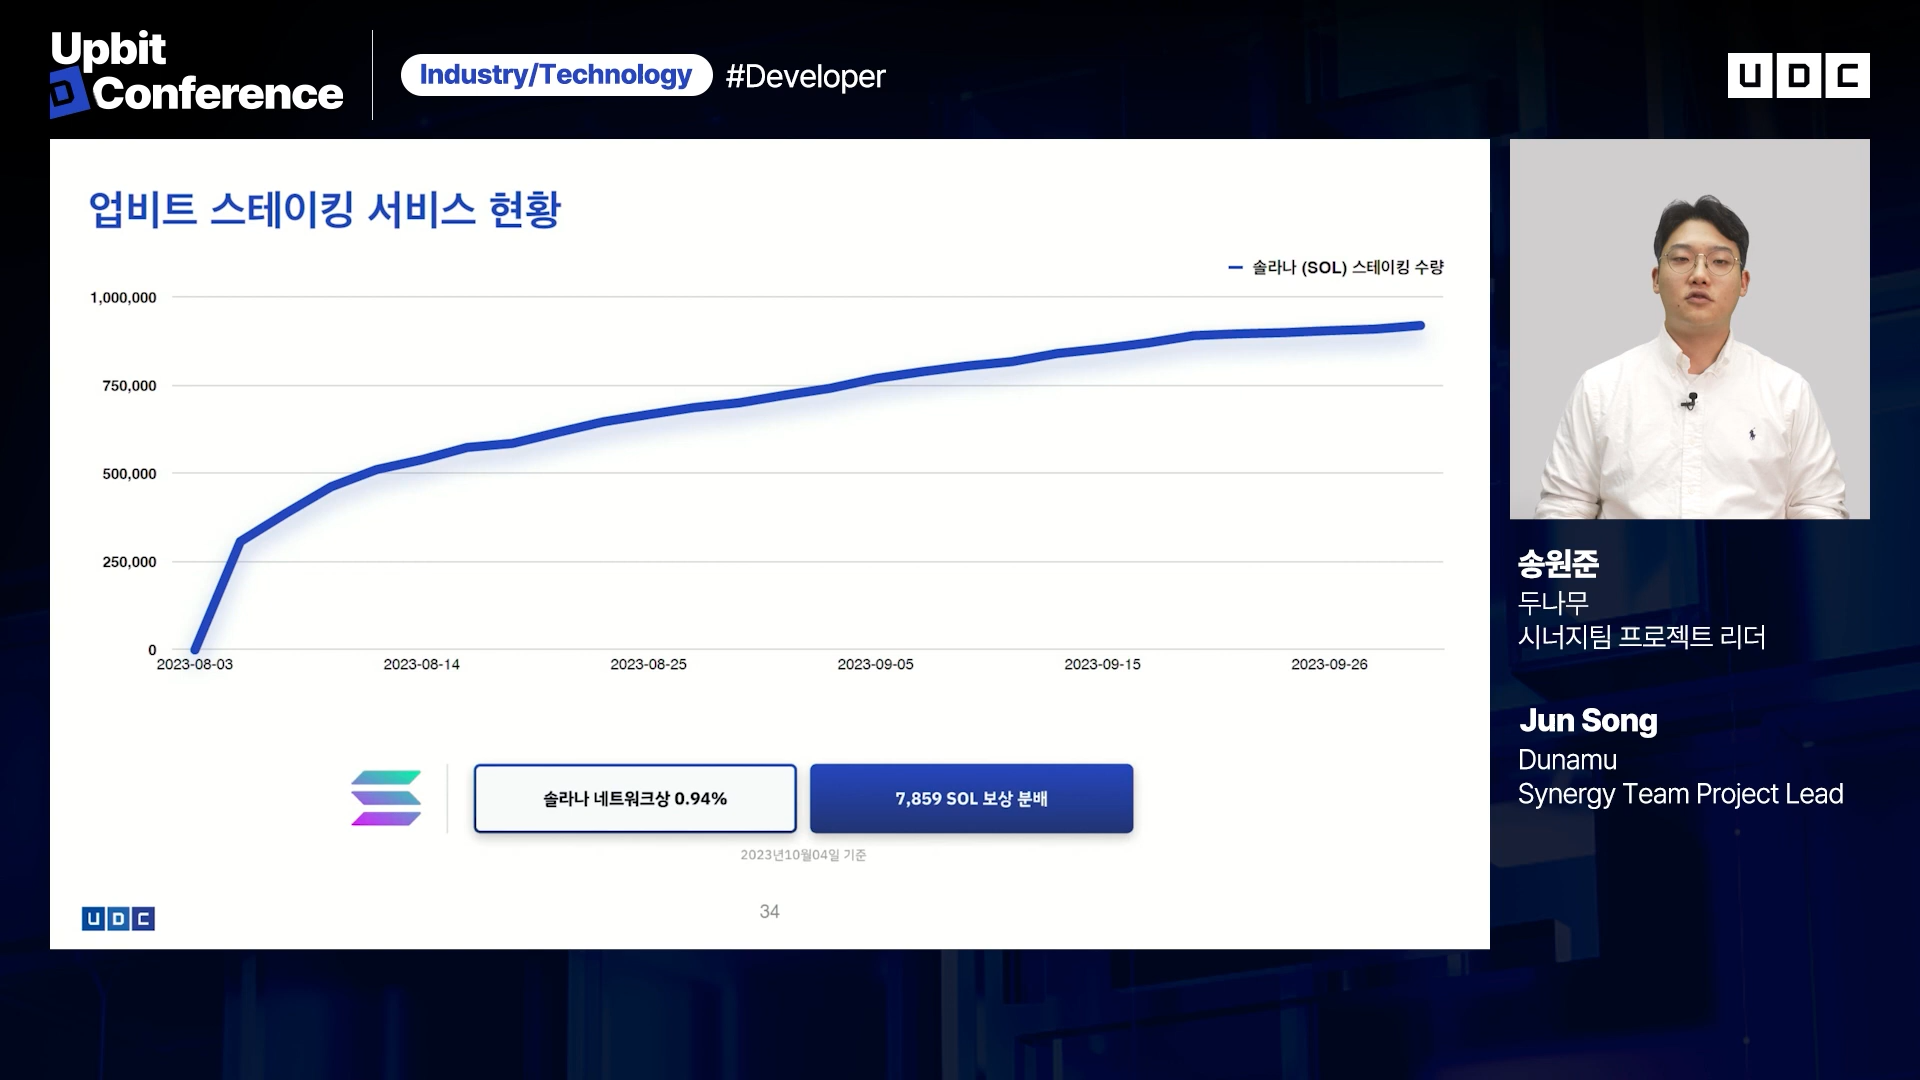 Upbit
D Conference
Industry/Technology
#Developer
UDC
업비트 스테이킹 서비스 현황
솔라나 (SOL) 스테이킹 수량
1,000,000
750,000
500,000
250,000
0
2023-08-03
2023-08-14
2023-08-25
2023-09-05
2023-09-15
2023-09-26
솔라나 네트워크상 0.94%
7,859 SOL 보상 분배
2023년10월04일 기준
UDC
34
송원준
두나무
시너지팀 프로젝트 리더
Jun Song
Dunamu
Synergy Team Project Lead